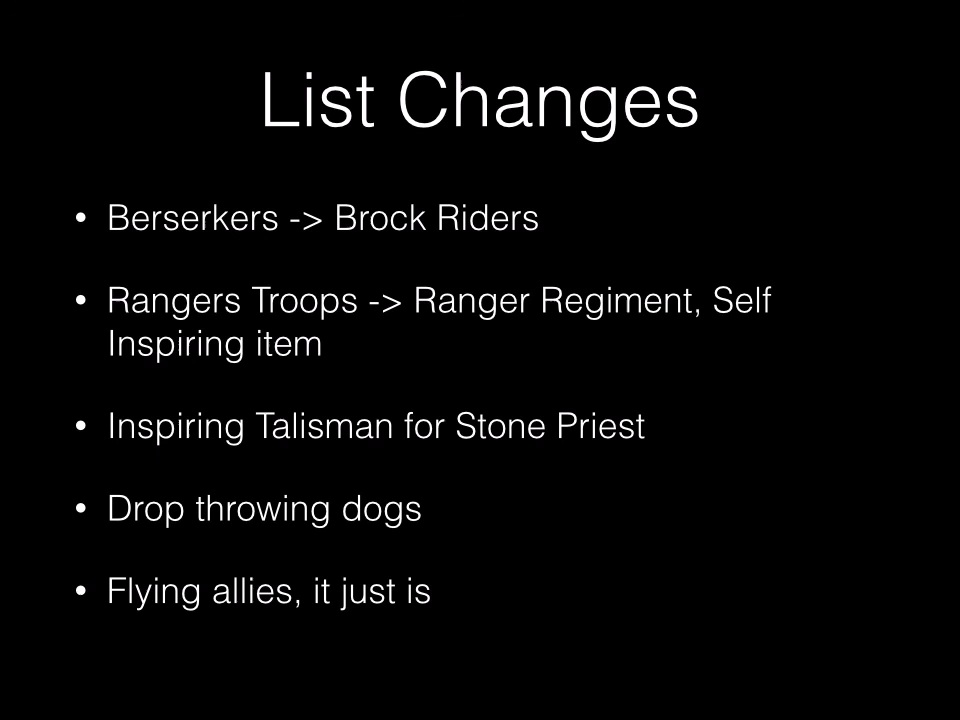 List Changes
• Berserkers -> Brock Riders
• Rangers Troops -> Ranger Regiment, Self
Inspiring item
• Inspiring Talisman for Stone Priest
• Drop throwing dogs
• Flying allies, it just is